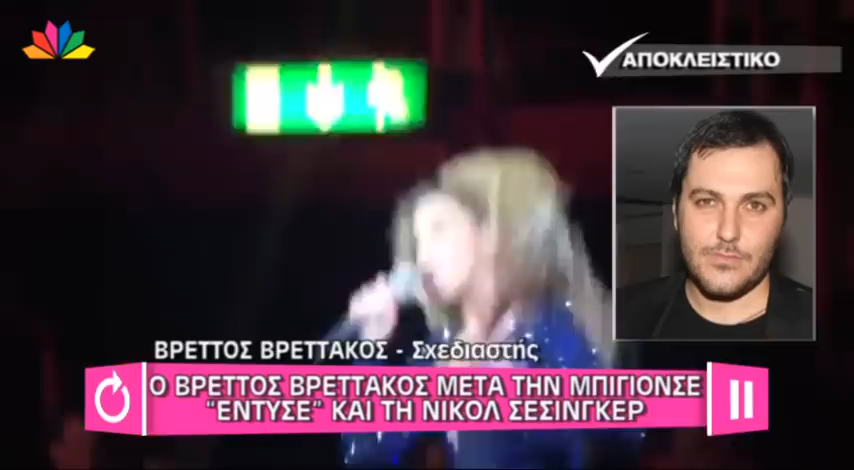 ΑΠΟΚΛΕΙΣΤΙΚΟ
ΒΡΕΤΤΟΣ ΒΡΕΤΤΑΚΟΣ - Σχεδιαστής
Ο ΒΡΕΤΤΟΣ ΒΡΕΤΤΑΚΟΣ ΜΕΤΑ ΤΗΝ ΜΠΙΓΙΟΝΣΕ
"ΕΝΤΥΣΕ" ΚΑΙ ΤΗ ΝΙΚΟΛ ΣΕΣΙΝΓΚΕΡ